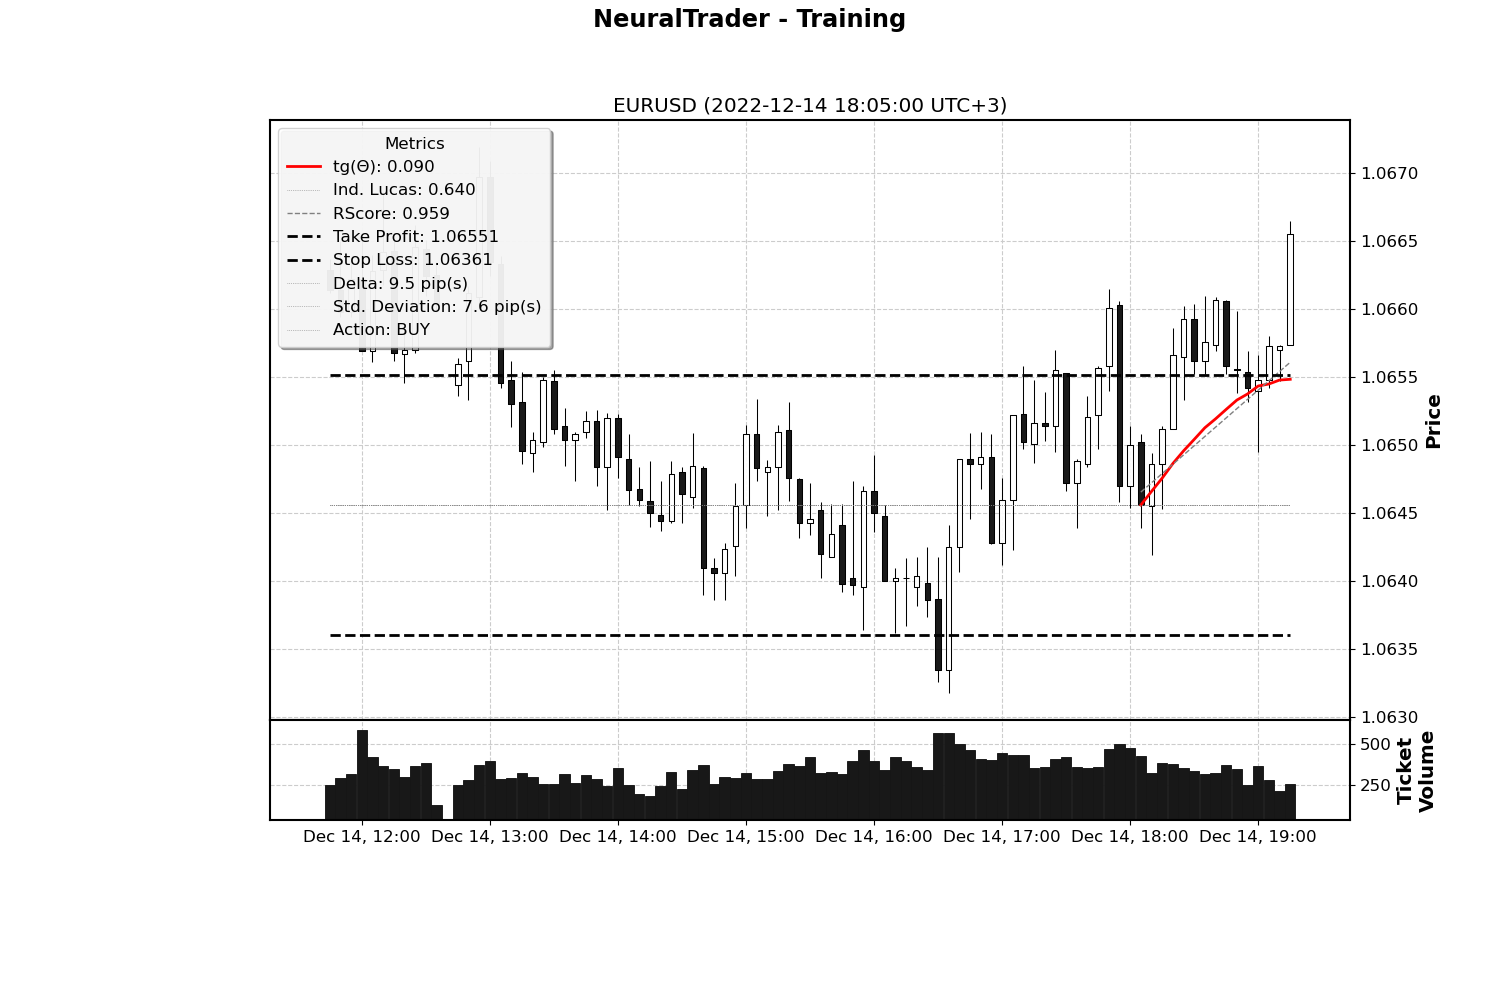 NeuralTrader - Training
EURUSD (2022-12-14 18:05:00 UTC+3)
Metrics
tg(Θ): 0.090
Ind. Lucas: 0.640
RScore: 0.959
Take Profit: 1.06551
Stop Loss: 1.06361
Delta: 9.5 pip(s)
Std. Deviation: 7.6 pip(s)
Action: BUY
1.0670
1.0665
1.0660
1.0655
1.0650
1.0645
1.0640
1.0635
1.0630
Price
500
250
Ticket
Volume
Dec 14, 12:00
Dec 14, 13:00
Dec 14, 14:00
Dec 14, 15:00
Dec 14, 16:00
Dec 14, 17:00
Dec 14, 18:00
Dec 14, 19:00